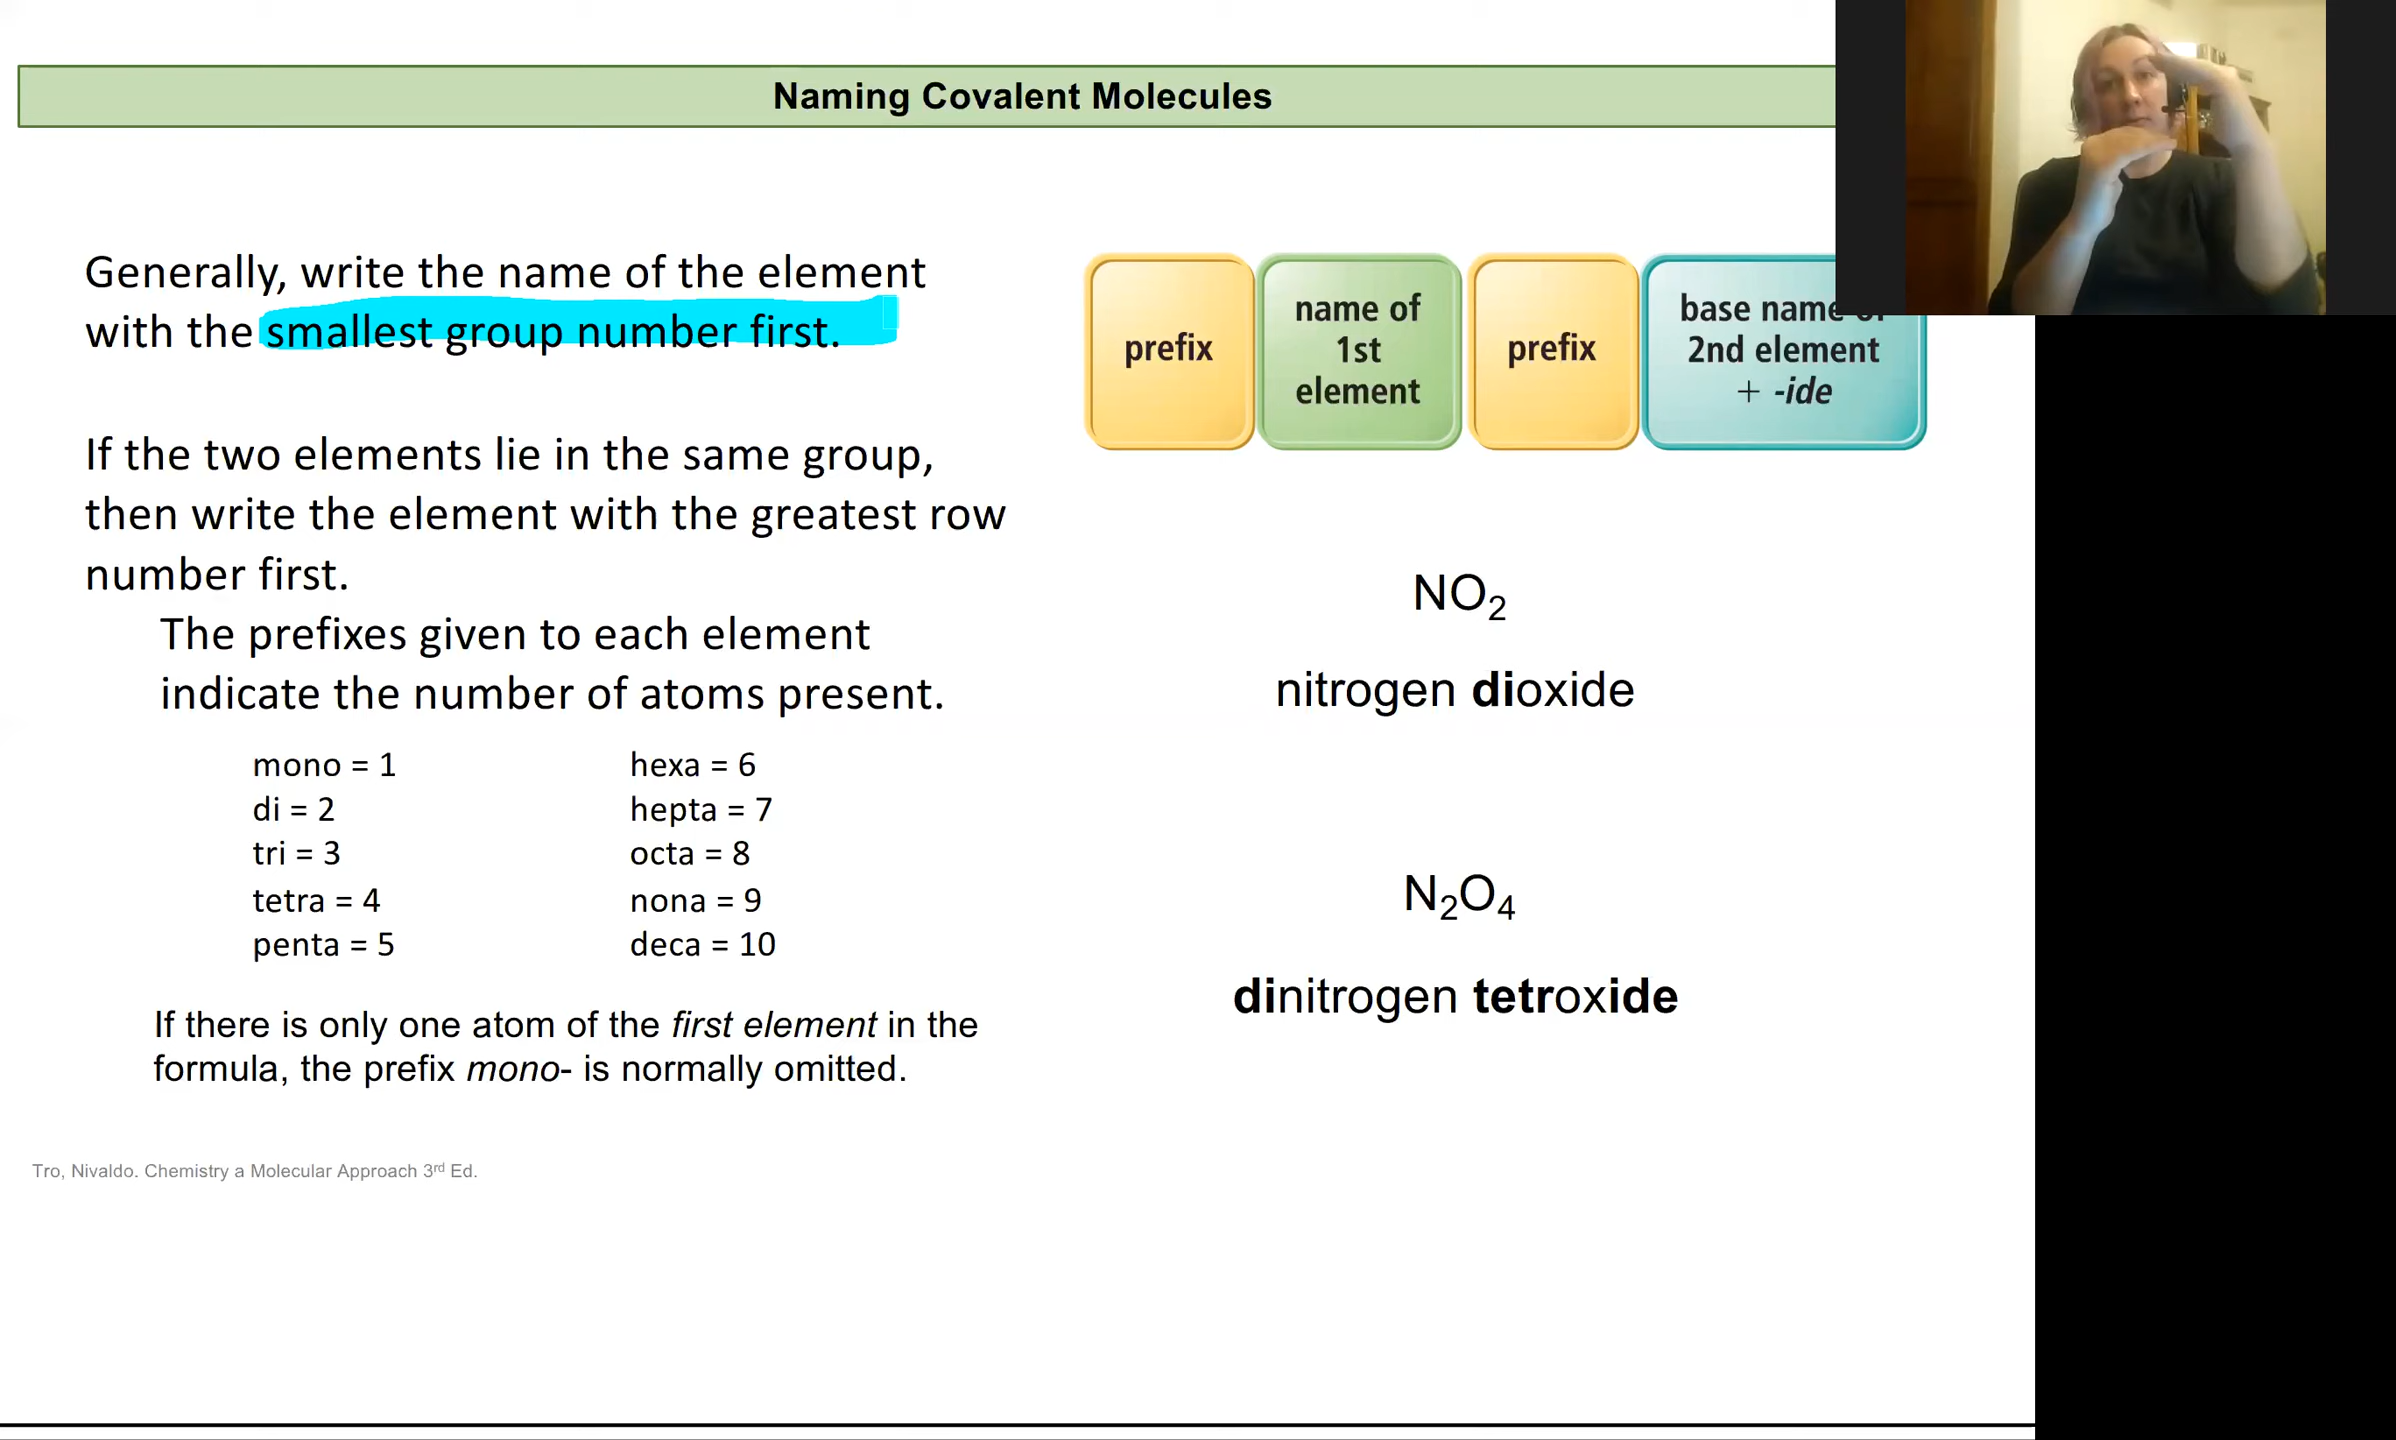 Naming Covalent Molecules
Generally, write the name of the element
with the smallest group number first.
If the two elements lie in the same group,
then write the element with the greatest row
number first.
The prefixes given to each element
indicate the number of atoms present.
mono = 1
di = 2
tri = 3
tetra = 4
penta = 5
hexa = 6
hepta = 7
octa = 8
nona = 9
deca = 10
If there is only one atom of the first element in the
formula, the prefix mono- is normally omitted.
Tro, Nivaldo. Chemistry a Molecular Approach 3rd Ed.
prefix
name of
1st
element
prefix
base name of
2nd element
+ -ide
NO₂
nitrogen dioxide
N₂O₄
dinitrogen tetroxide